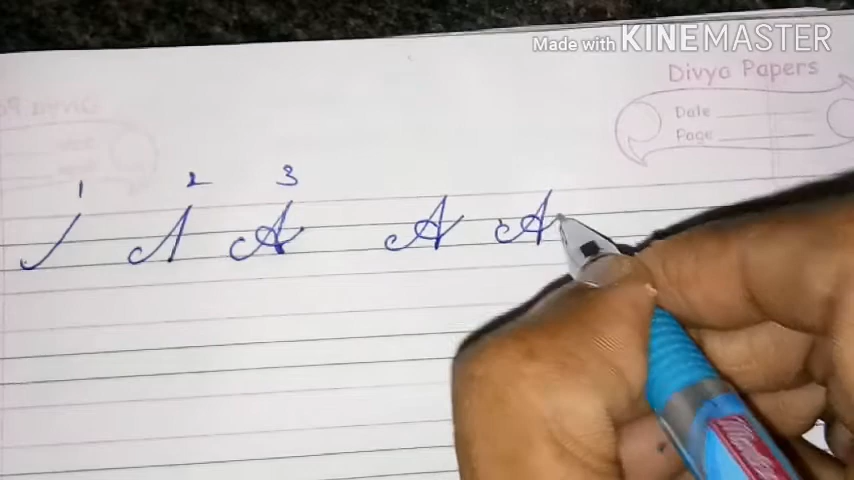 Made with KINEMASTER
Divya Papers
Date
Page
1 2 3
A A A A